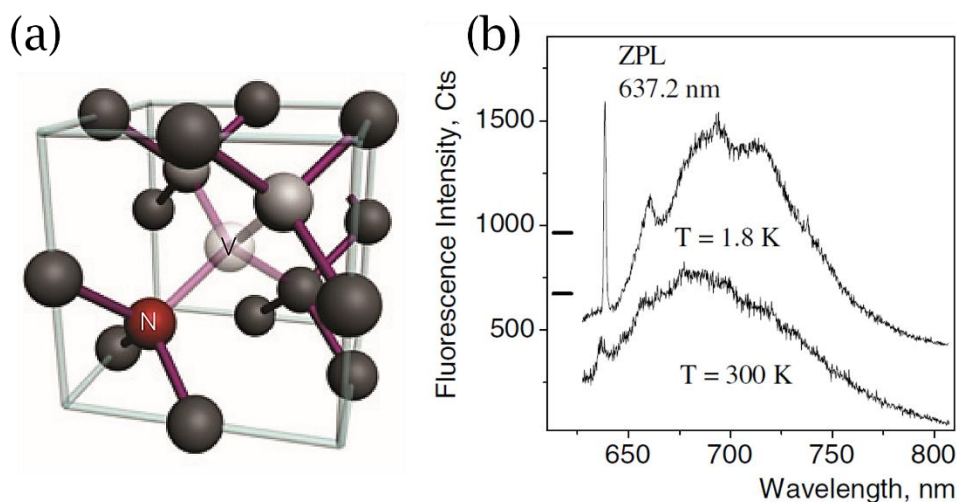 (a)
V
N
(b)
Fluorescence Intensity, Cts
1500
1000
500
ZPL
637.2 nm
T = 1.8 K
T = 300 K
650
700
750
800
Wavelength, nm